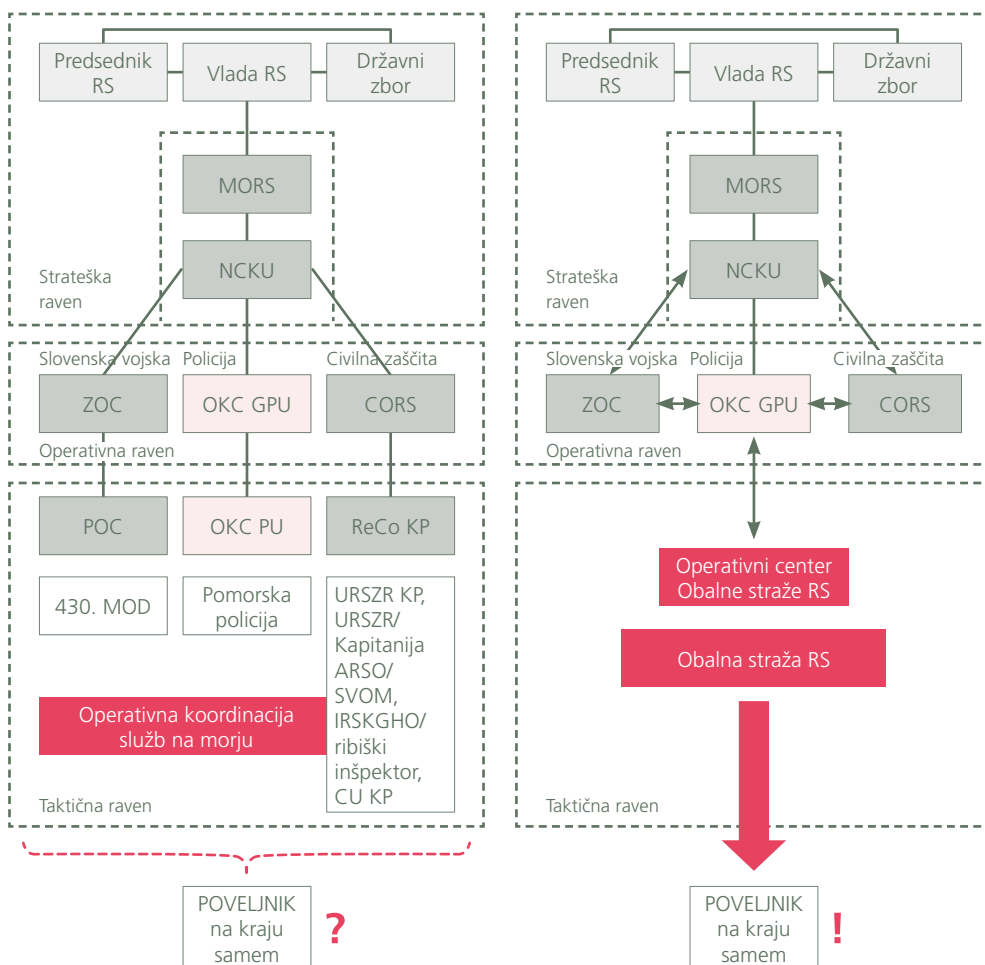 Predsednik
RS
Vlada RS
Državni
zbor
MORS
NCKU
Strateška
raven
Slovenska vojska
Policija
Civilna zaščita
ZOC
OKC GPU
CORS
Operativna raven
POC
OKC PU
ReCo KP
430. MOD
Pomorska
policija
URSZR KP,
URSZR/
Kapitanija
ARSO/
SVOM,
IRSKGHO/
ribiški
inšpektor,
CU KP
Operativna koordinacija
služb na morju
Taktična raven
POVELJNIK
na kraju
samem
?
Predsednik
RS
Vlada RS
Državni
zbor
MORS
NCKU
Strateška
raven
Slovenska vojska
Policija
Civilna zaščita
ZOC
OKC GPU
CORS
Operativna raven
Operativni center
Obalne straže RS
Obalna straža RS
Taktična raven
POVELJNIK
na kraju
samem
!